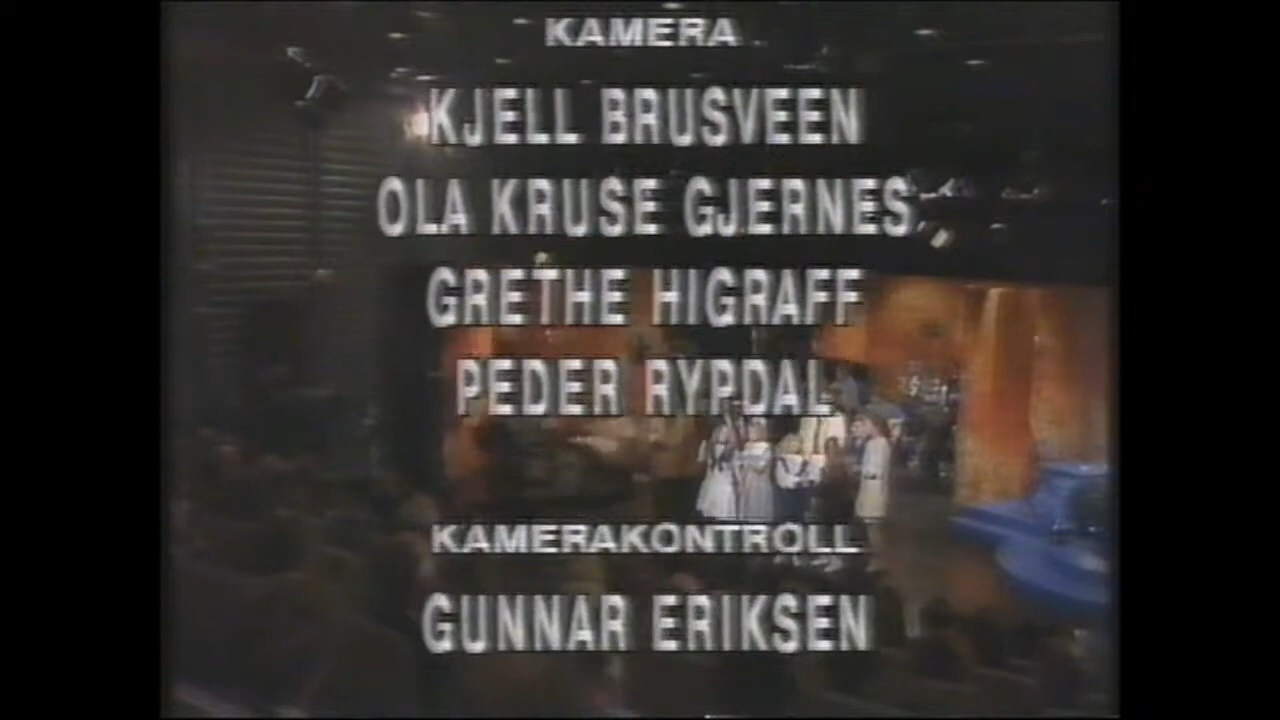 KAMERA
KJELL BRUSVEEN
OLA KRUSE GJERNES
GRETHE HIGRAFF
PEDER RYPDAL
KAMERAKONTROLL
GUNNAR ERIKSEN